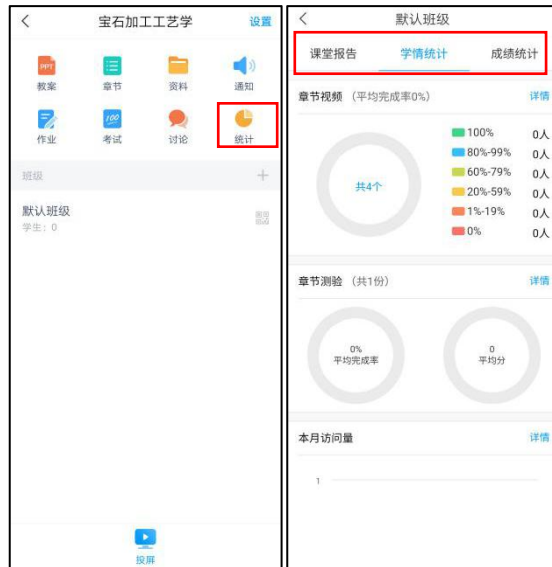 宝石加工工艺学
设置
PPT
教案
章节
资料
通知
作业
100
考试
讨论
统计
班级
默认班级
学生：0
投屏
默认班级
课堂报告
学情统计
成绩统计
章节视频 （平均完成率0%）
详情
共4个
100% 0人
80%-99% 0人
60%-79% 0人
20%-59% 0人
1%-19% 0人
0% 0人
章节测验 （共1份）
详情
0%
平均完成率
0
平均分
本月访问量
详情
1